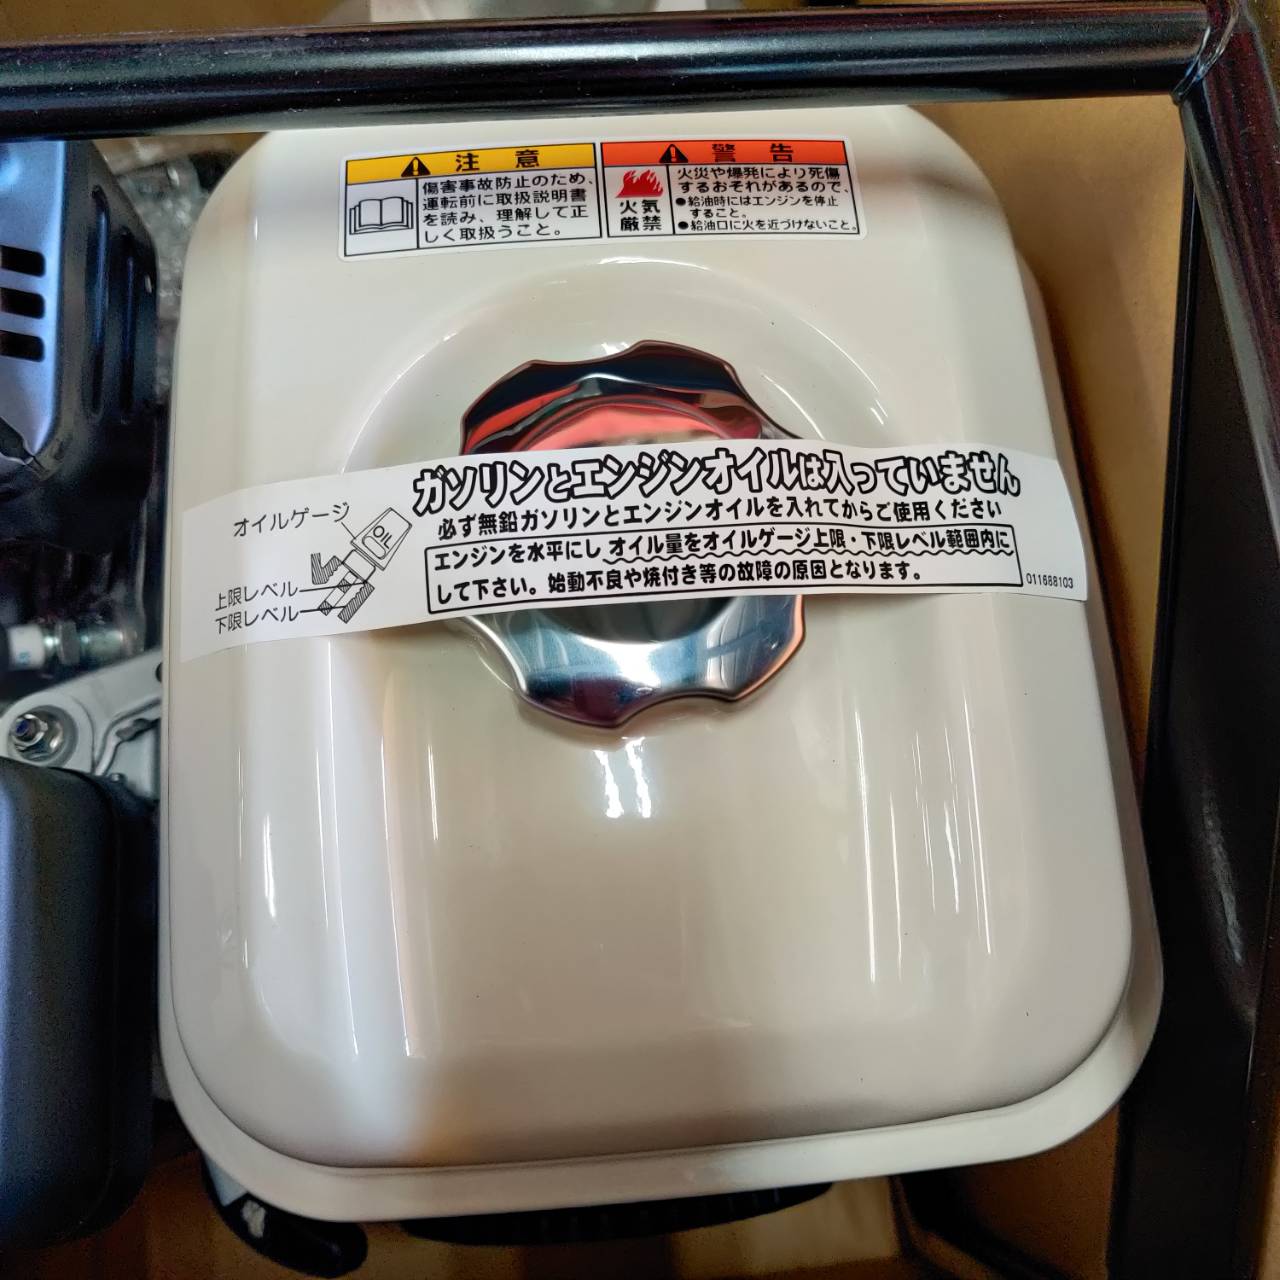 注意
傷害事故防止のため、
運転前に取扱説明書
を読み、理解して正
しく取扱うこと。
警告
火気
厳禁
火災や爆発により死傷
するおそれがあるので、
●給油時にはエンジンを停止
すること。
●給油口に火を近づけないこと。
オイルゲージ
OIL
上限レベル
下限レベル
ガソリンとエンジンオイルは入っていません
必ず無鉛ガソリンとエンジンオイルを入れてからご使用ください
エンジンを水平にし オイル量をオイルゲージ上限・下限レベル範囲内に
して下さい。始動不良や焼付き等の故障の原因となります。
011688103